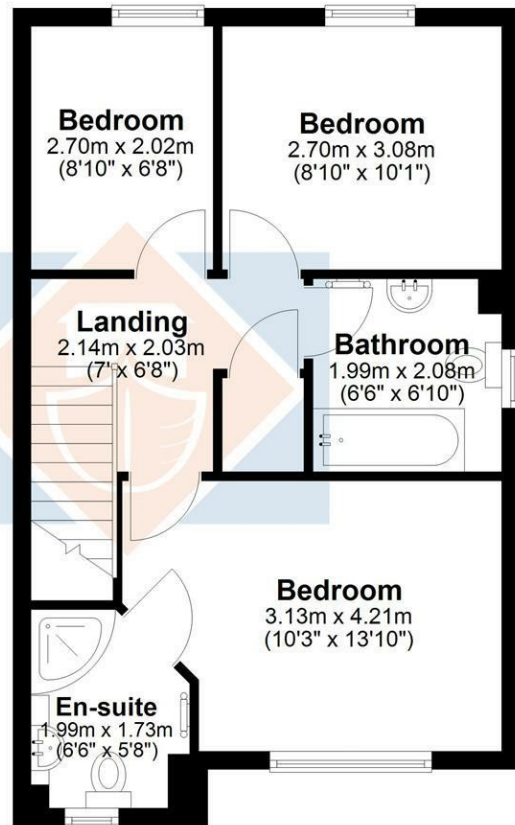 Bedroom
2.70m x 2.02m
(8'10" x 6'8")
Bedroom
2.70m x 3.08m
(8'10" x 10'1")
Landing
2.14m x 2.03m
(7' x 6'8")
Bathroom
1.99m x 2.08m
(6'6" x 6'10")
Bedroom
3.13m x 4.21m
(10'3" x 13'10")
En-suite
1.99m x 1.73m
(6'6" x 5'8")